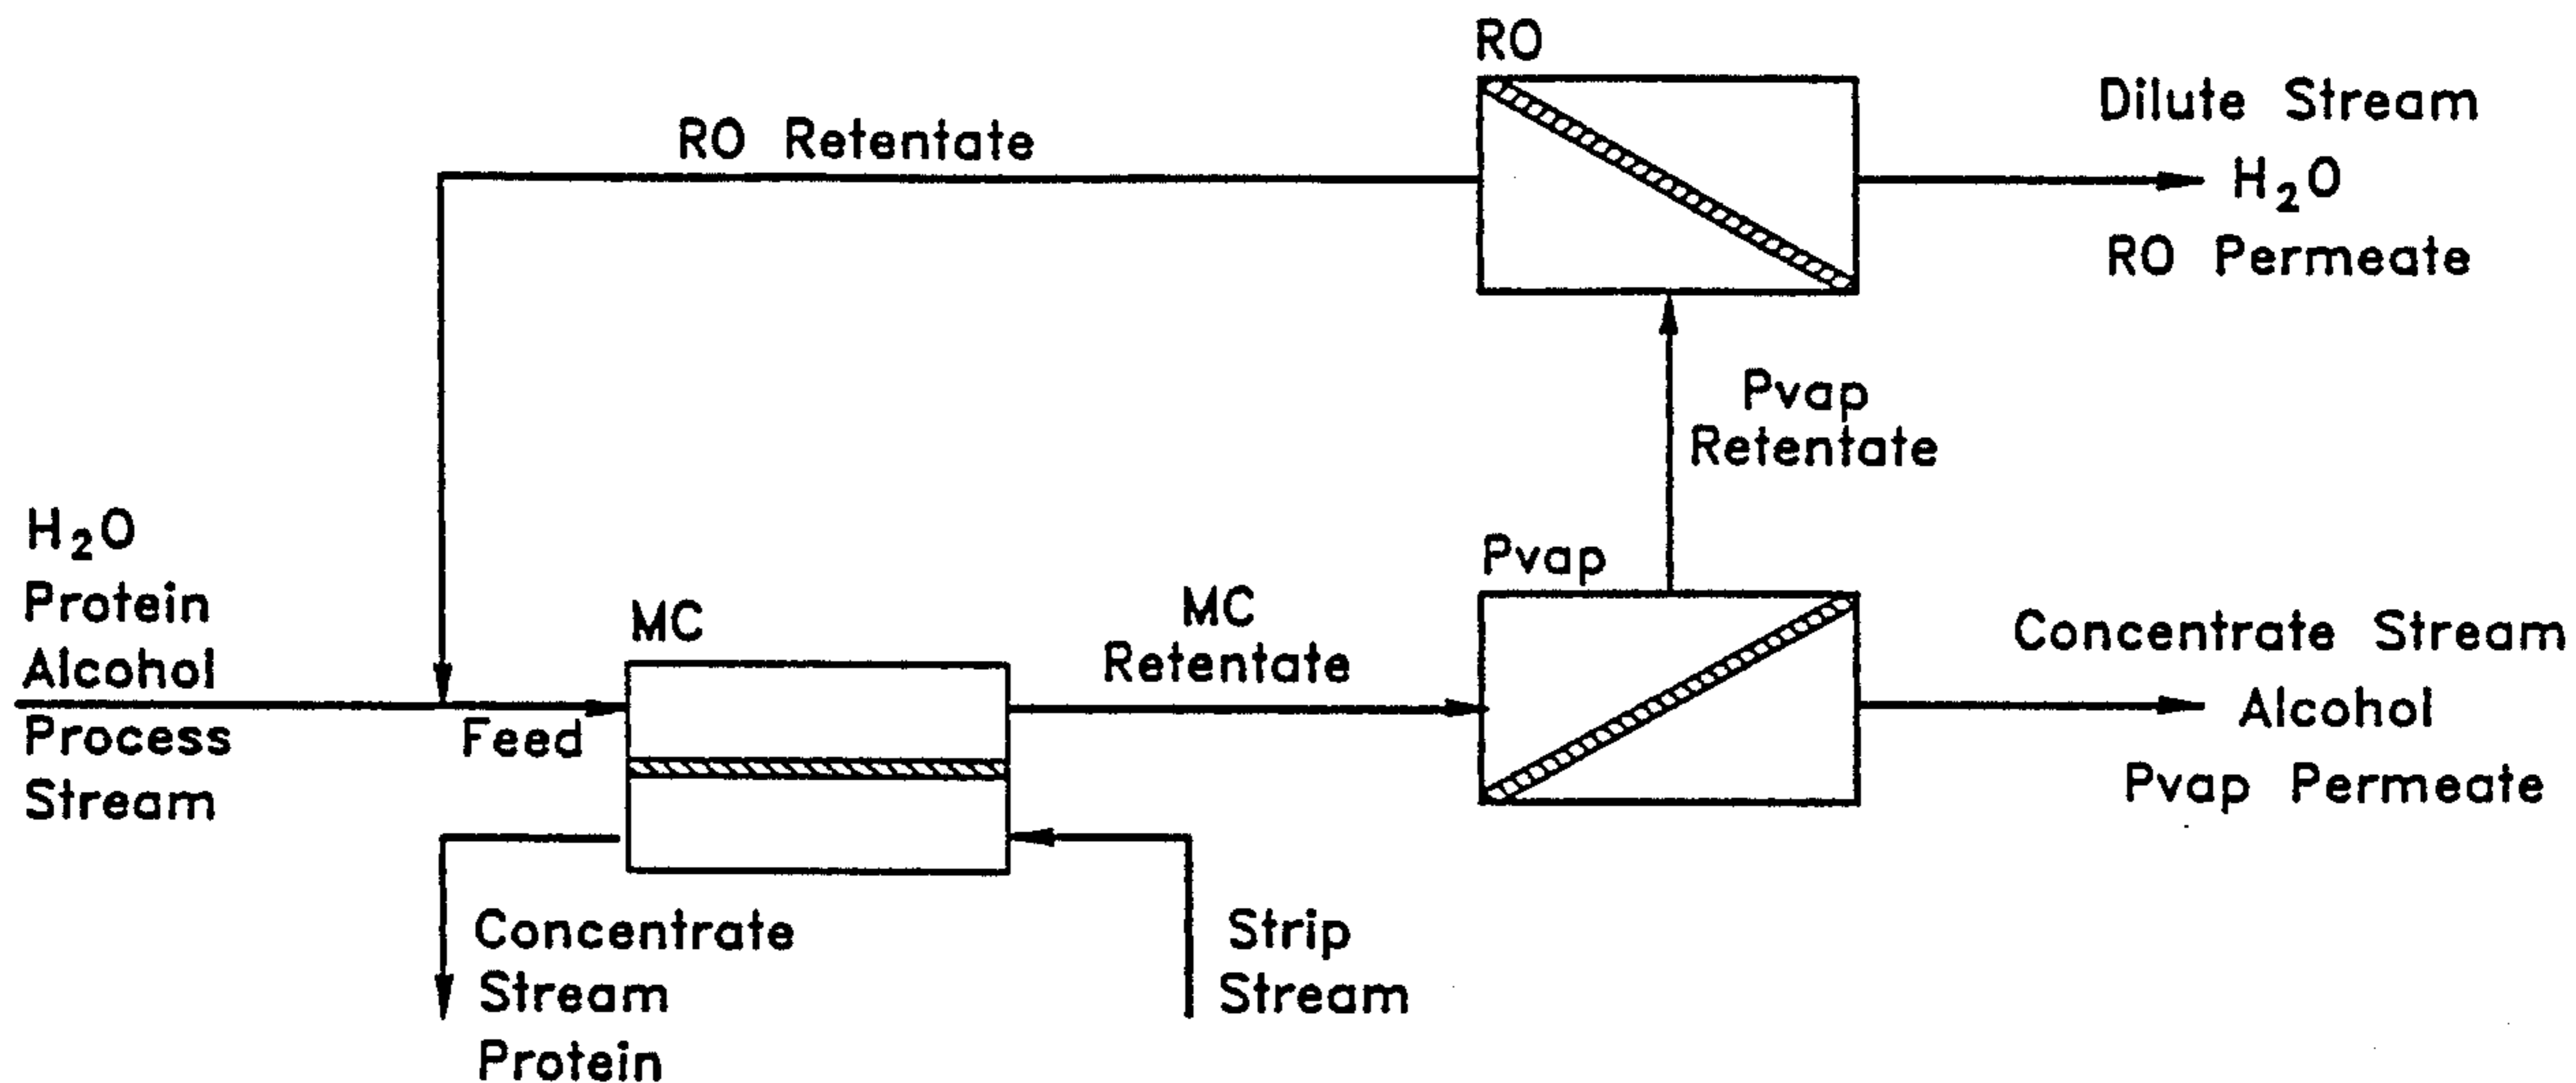 RO
RO Retentate
Dilute Stream
H₂O
RO Permeate
Pvap
Retentate
H₂O
Protein
Alcohol
Process
Stream
Feed
MC
MC
Retentate
Pvap
Concentrate Stream
Alcohol
Pvap Permeate
Concentrate
Stream
Protein
Strip
Stream